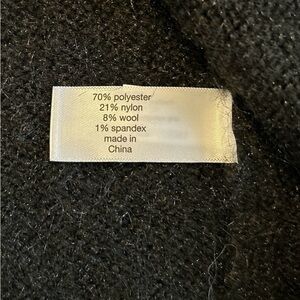 70% polyester
21% nylon
8% wool
1% spandex
made in
China